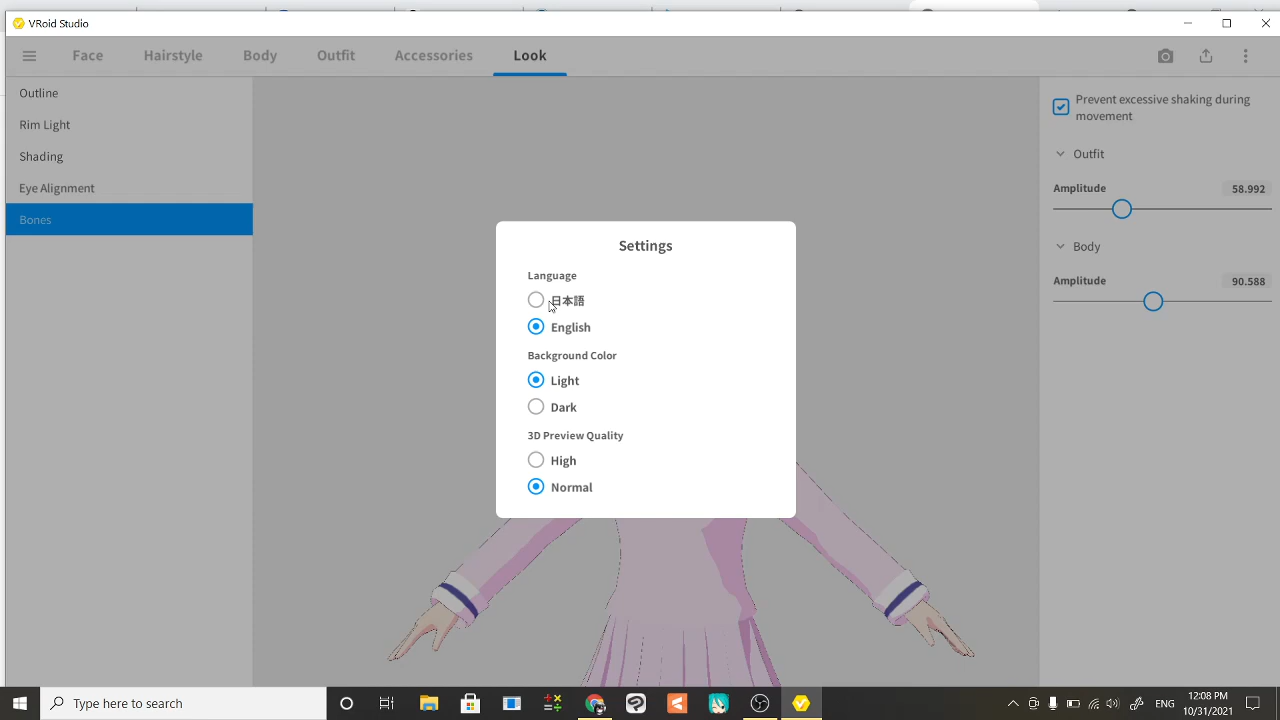 VRoid Studio
Face Hairstyle Body Outfit Accessories Look
Outline
Rim Light
Shading
Eye Alignment
Bones
Prevent excessive shaking during
movement
Outfit
Amplitude 58.992
Body
Amplitude 90.588
Settings
Language
日本語
English
Background Color
Light
Dark
3D Preview Quality
High
Normal
Type here to search
ENG
12:08 PM
10/31/2021